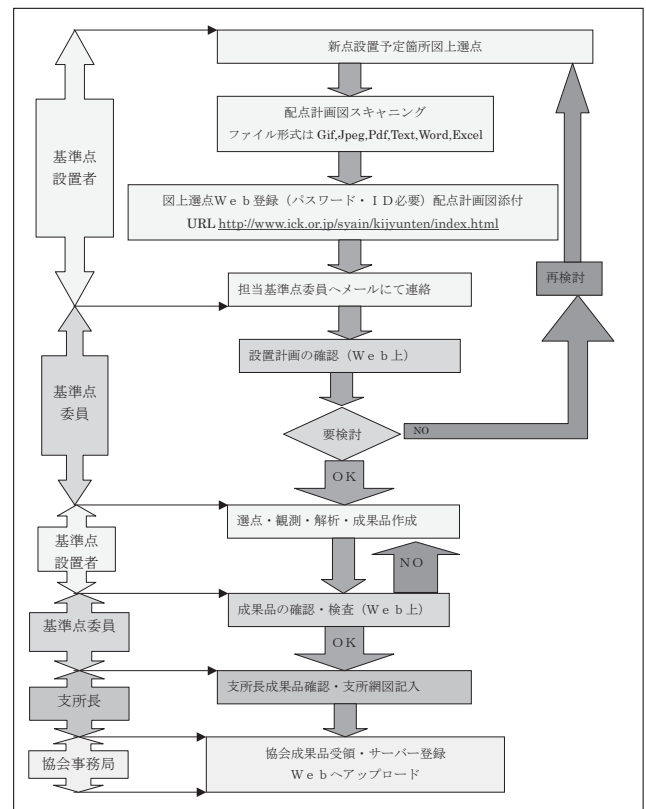 新点設置予定箇所図上選点
配点計画図スキャニング
ファイル形式は Gif,Jpeg,Pdf,Text,Word,Excel
基準点
設置者
図上選点Ｗｅｂ登録（パスワード・ＩＤ必要）配点計画図添付
URL http://www.ick.or.jp/syain/kijyunten/index.html
再検討
担当基準点委員へメールにて連絡
設置計画の確認（Ｗｅｂ上）
基準点
委員
要検討
NO
ＯＫ
選点・観測・解析・成果品作成
基準点
設置者
ＮＯ
成果品の確認・検査（Ｗｅｂ上）
基準点委員
ＯＫ
支所長成果品確認・支所網図記入
支所長
協会成果品受領・サーバー登録
Ｗｅｂへアップロード
協会事務局